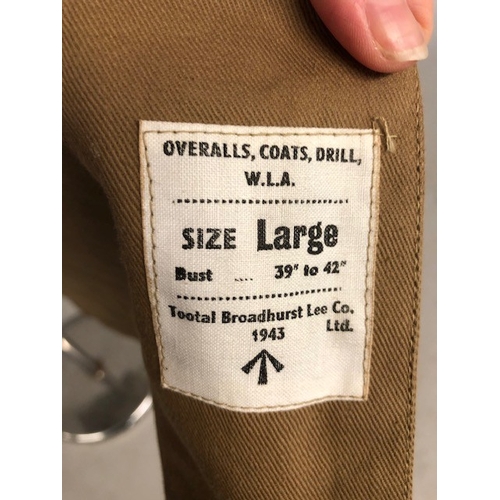 OVERALLS, COATS, DRILL,
W.L.A.
SIZE Large
Bust .... 39" to 42"
Tootal Broadhurst Lee Co.
1943 Ltd.